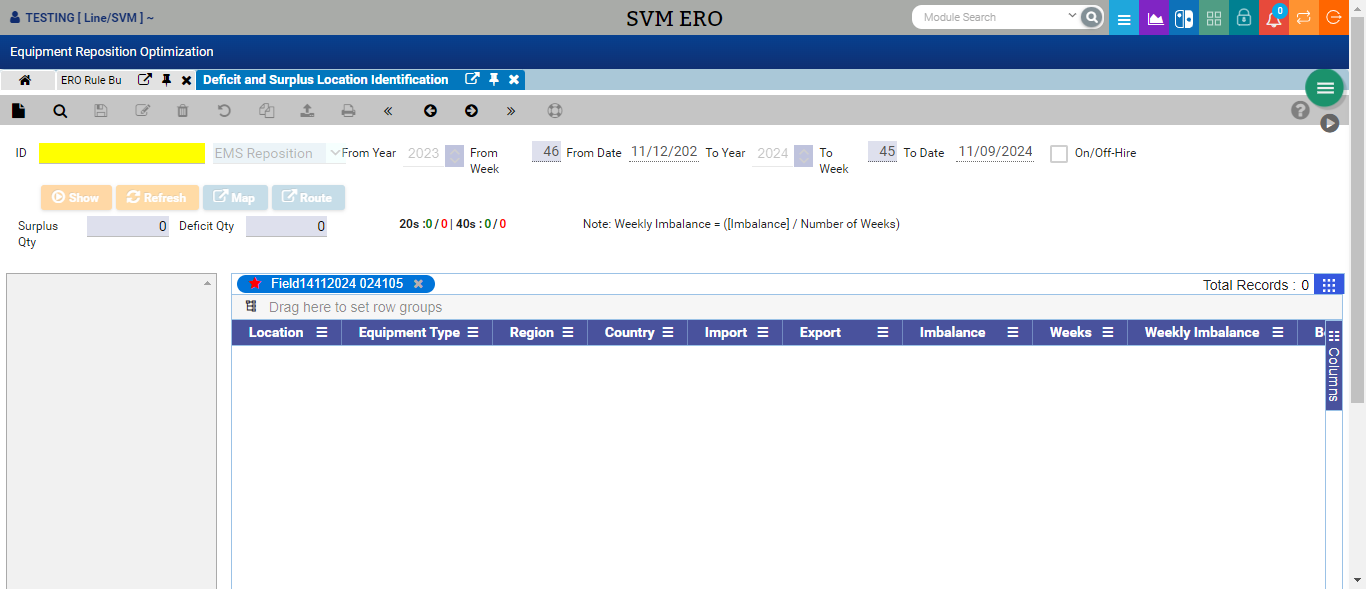 TESTING [ Line/SVM ] ~
SVM ERO
Module Search
0
Equipment Reposition Optimization
ERO Rule Bu
Deficit and Surplus Location Identification
ID
EMS Reposition
From Year
2023
From Week
46
From Date
11/12/202
To Year
2024
To Week
45
To Date
11/09/2024
On/Off-Hire
Show
Refresh
Map
Route
Surplus Qty
0
Deficit Qty
0
20s :0 / 0 | 40s : 0 / 0
Note: Weekly Imbalance = ([Imbalance] / Number of Weeks)
Field14112024 024105
Total Records : 0
Drag here to set row groups
Location
Equipment Type
Region
Country
Import
Export
Imbalance
Weeks
Weekly Imbalance
Columns